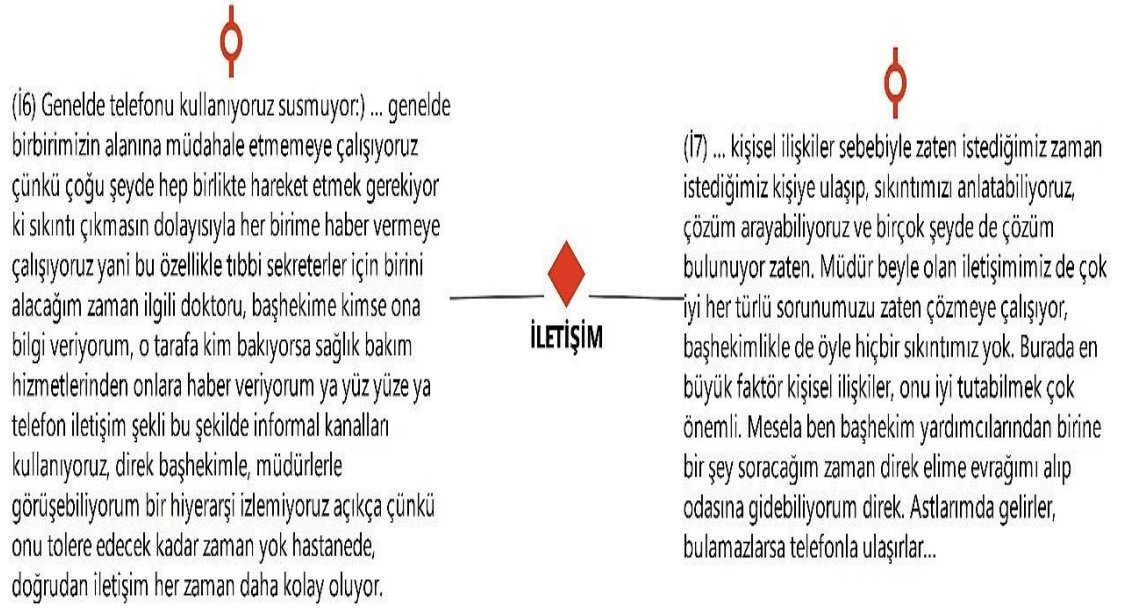 (İ6) Genelde telefonu kullanıyoruz susmuyor:) ... genelde
birbirimizin alanına müdahale etmemeye çalışıyoruz
çünkü çoğu şeyde hep birlikte hareket etmek gerekiyor
ki sıkıntı çıkmasın dolayısıyla her birime haber vermeye
çalışıyoruz yani bu özellikle tıbbi sekreterler için birini
alacağım zaman ilgili doktoru, başhekime kimse ona
bilgi veriyorum, o tarafa kim bakıyorsa sağlık bakım
hizmetlerinden onlara haber veriyorum ya yüz yüze ya
telefon iletişim şekli bu şekilde informal kanalları
kullanıyoruz, direk başhekimle, müdürlerle
görüşebiliyorum bir hiyerarşi izlemiyoruz açıkça çünkü
onu tolere edecek kadar zaman yok hastanede,
doğrudan iletişim her zaman daha kolay oluyor.
İLETİŞİM
(İ7) ... kişisel ilişkiler sebebiyle zaten istediğimiz zaman
istediğimiz kişiye ulaşıp, sıkıntımızı anlatabiliyoruz,
çözüm arayabiliyoruz ve birçok şeyde de çözüm
bulunuyor zaten. Müdür beyle olan iletişimimiz de çok
iyi her türlü sorunumuzu zaten çözmeye çalışıyor,
başhekimlikle de öyle hiçbir sıkıntımız yok. Burada en
büyük faktör kişisel ilişkiler, onu iyi tutabilmek çok
önemli. Mesela ben başhekim yardımcılarından birine
bir şey soracağım zaman direk elime evrağımı alıp
odasına gidebiliyorum direk. Astlarımda gelirler,
bulamazlarsa telefonla ulaşırlar...